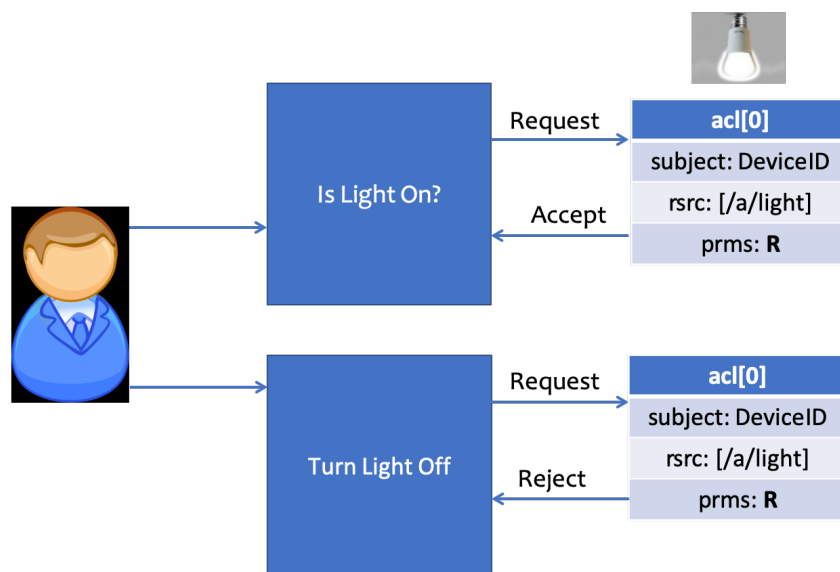 Is Light On?
Request
Accept
acl[0]
subject: DeviceID
rsrc: [/a/light]
prms: R
Turn Light Off
Request
Reject
acl[0]
subject: DeviceID
rsrc: [/a/light]
prms: R